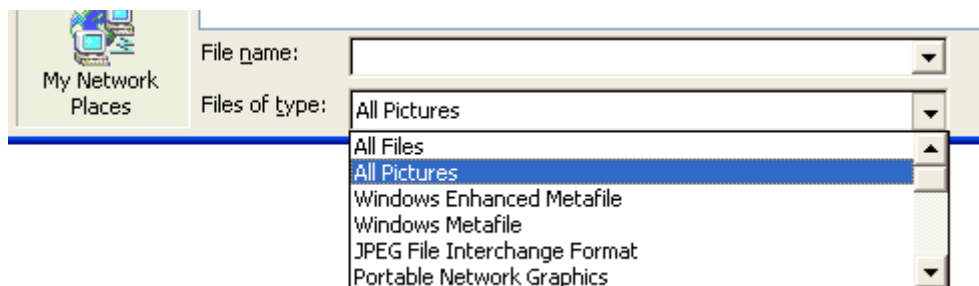 My Network
Places
File name:
Files of type:
All Pictures
All Files
All Pictures
Windows Enhanced Metafile
Windows Metafile
JPEG File Interchange Format
Portable Network Graphics